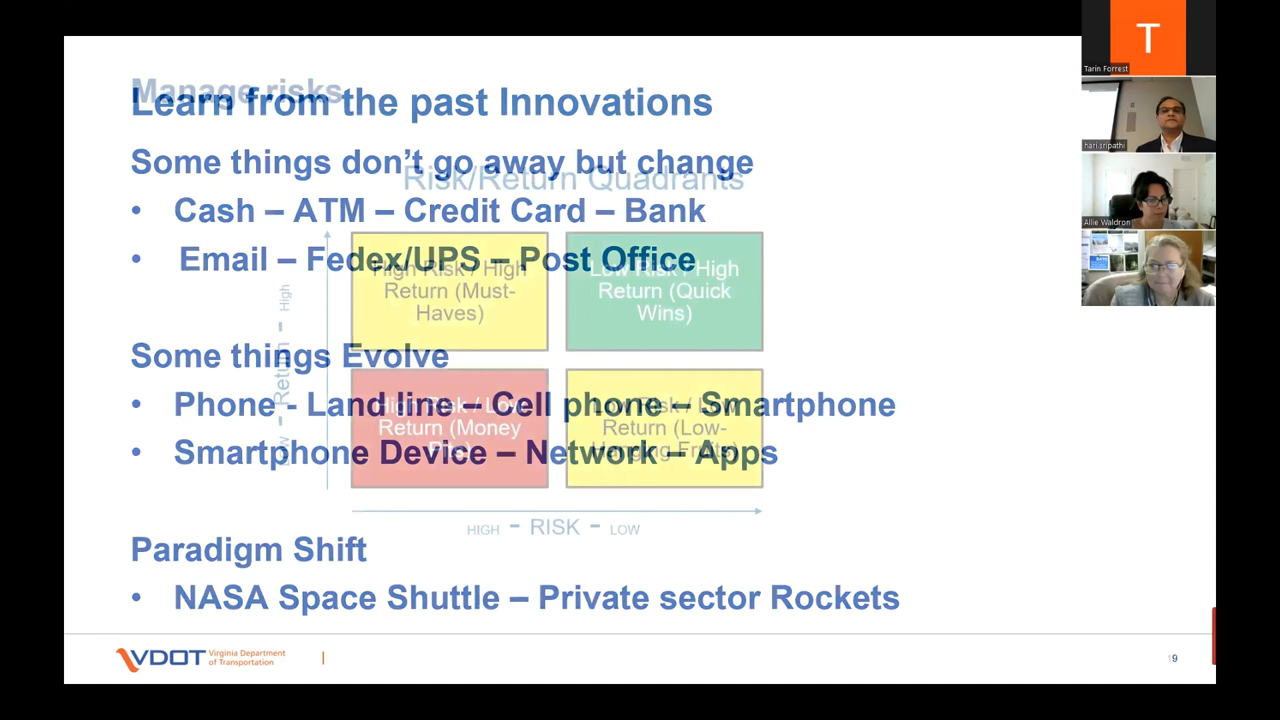 Manage risks
Learn from the past Innovations
Some things don't go away but change
• Cash – ATM – Credit Card – Bank
• Email – Fedex/UPS – Post Office
Some things Evolve
• Phone - Land line – Cell phone – Smartphone
• Smartphone Device – Network – Apps
Paradigm Shift
• NASA Space Shuttle – Private sector Rockets
Risk/Return Quadrants
High Risk / High
Return (Must-
Haves)
Low Risk / High
Return (Quick
Wins)
High Risk / Low
Return (Money
Pits)
Low Risk / Low
Return (Low-
Hanging Fruits)
Low - Return - High
HIGH - RISK - LOW
VDOT Virginia Department
of Transportation
9
T
Tarin Forrest
hari.sripathi
Allie Waldron